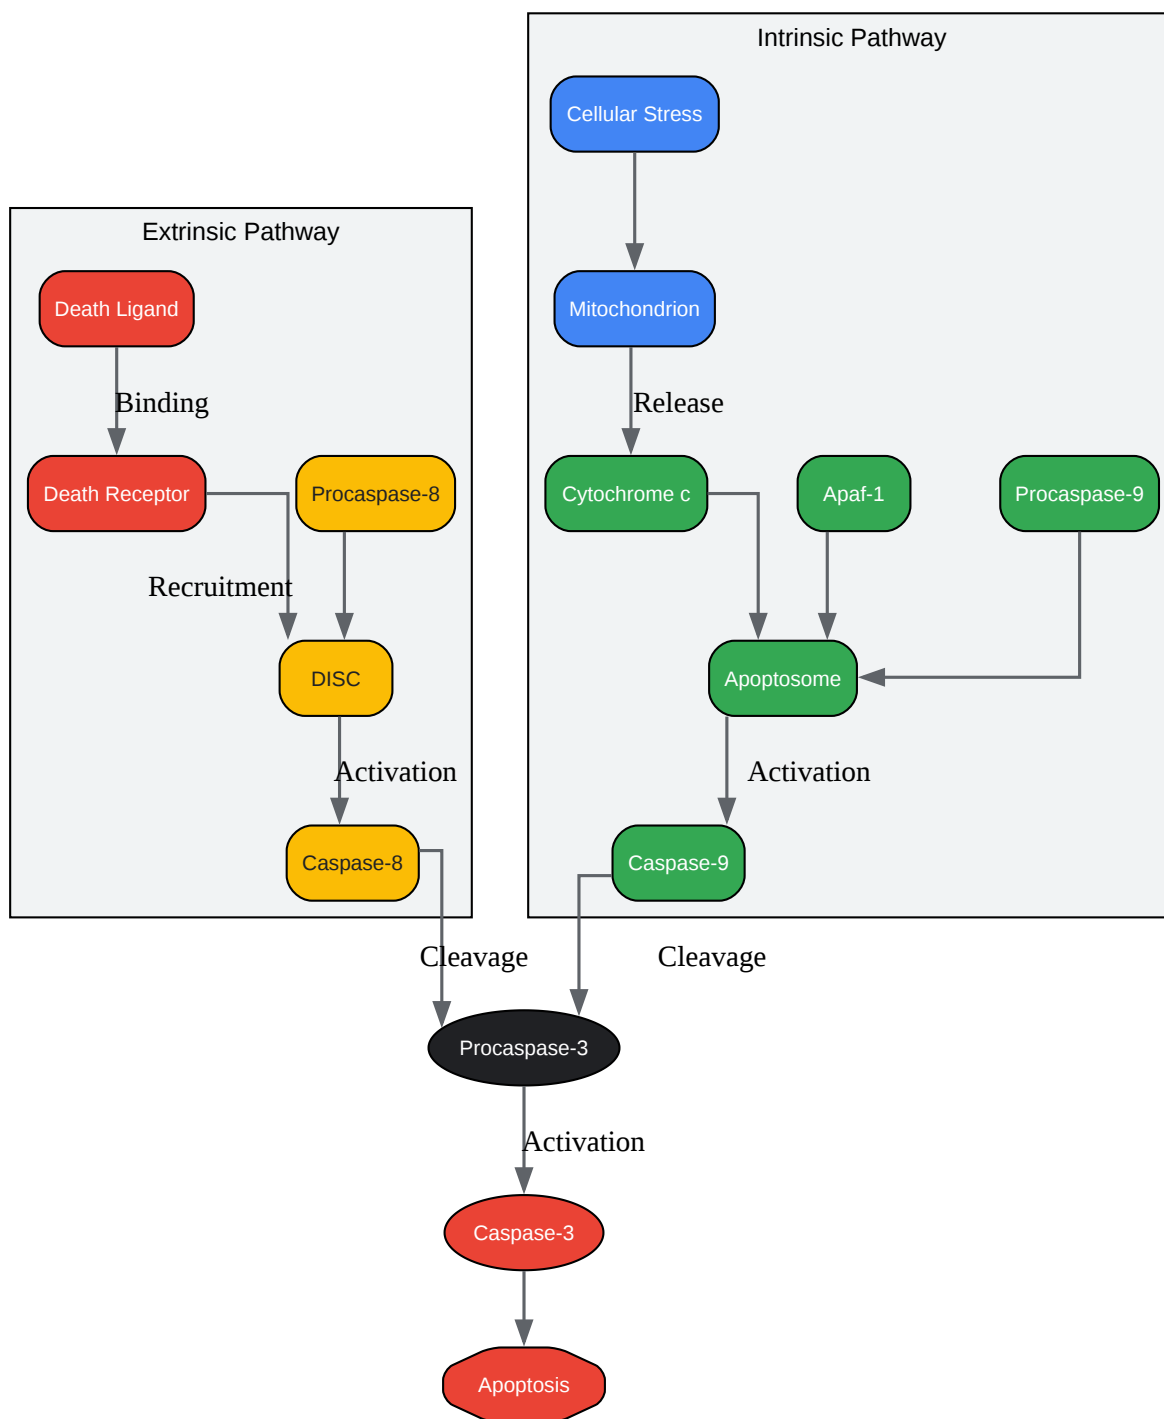 Intrinsic Pathway
Cellular Stress
Extrinsic Pathway
Death Ligand
Mitochondrion
Binding
Release
Death Receptor
Procaspase-8
Cytochrome c
Apaf-1
Procaspase-9
Recruitment
DISC
Apoptosome
Activation
Activation
Caspase-8
Caspase-9
Cleavage
Cleavage
Procaspase-3
Activation
Caspase-3
Apoptosis